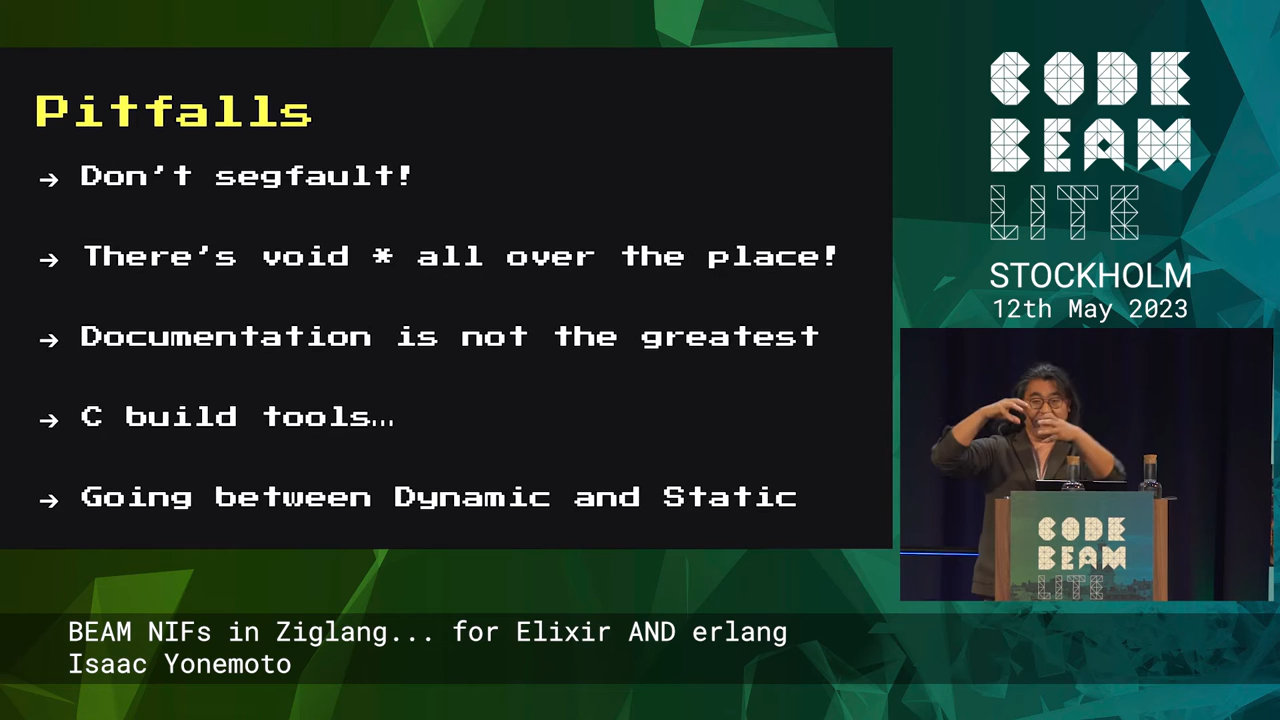 Pitfalls
→ Don't segfault!
→ There's void * all over the place!
→ Documentation is not the greatest
→ C build tools…
→ Going between Dynamic and Static
CODE
BEAM
LITE
STOCKHOLM
12th May 2023
CODE
BEAM
LITE
BEAM NIFs in Ziglang... for Elixir AND erlang
Isaac Yonemoto